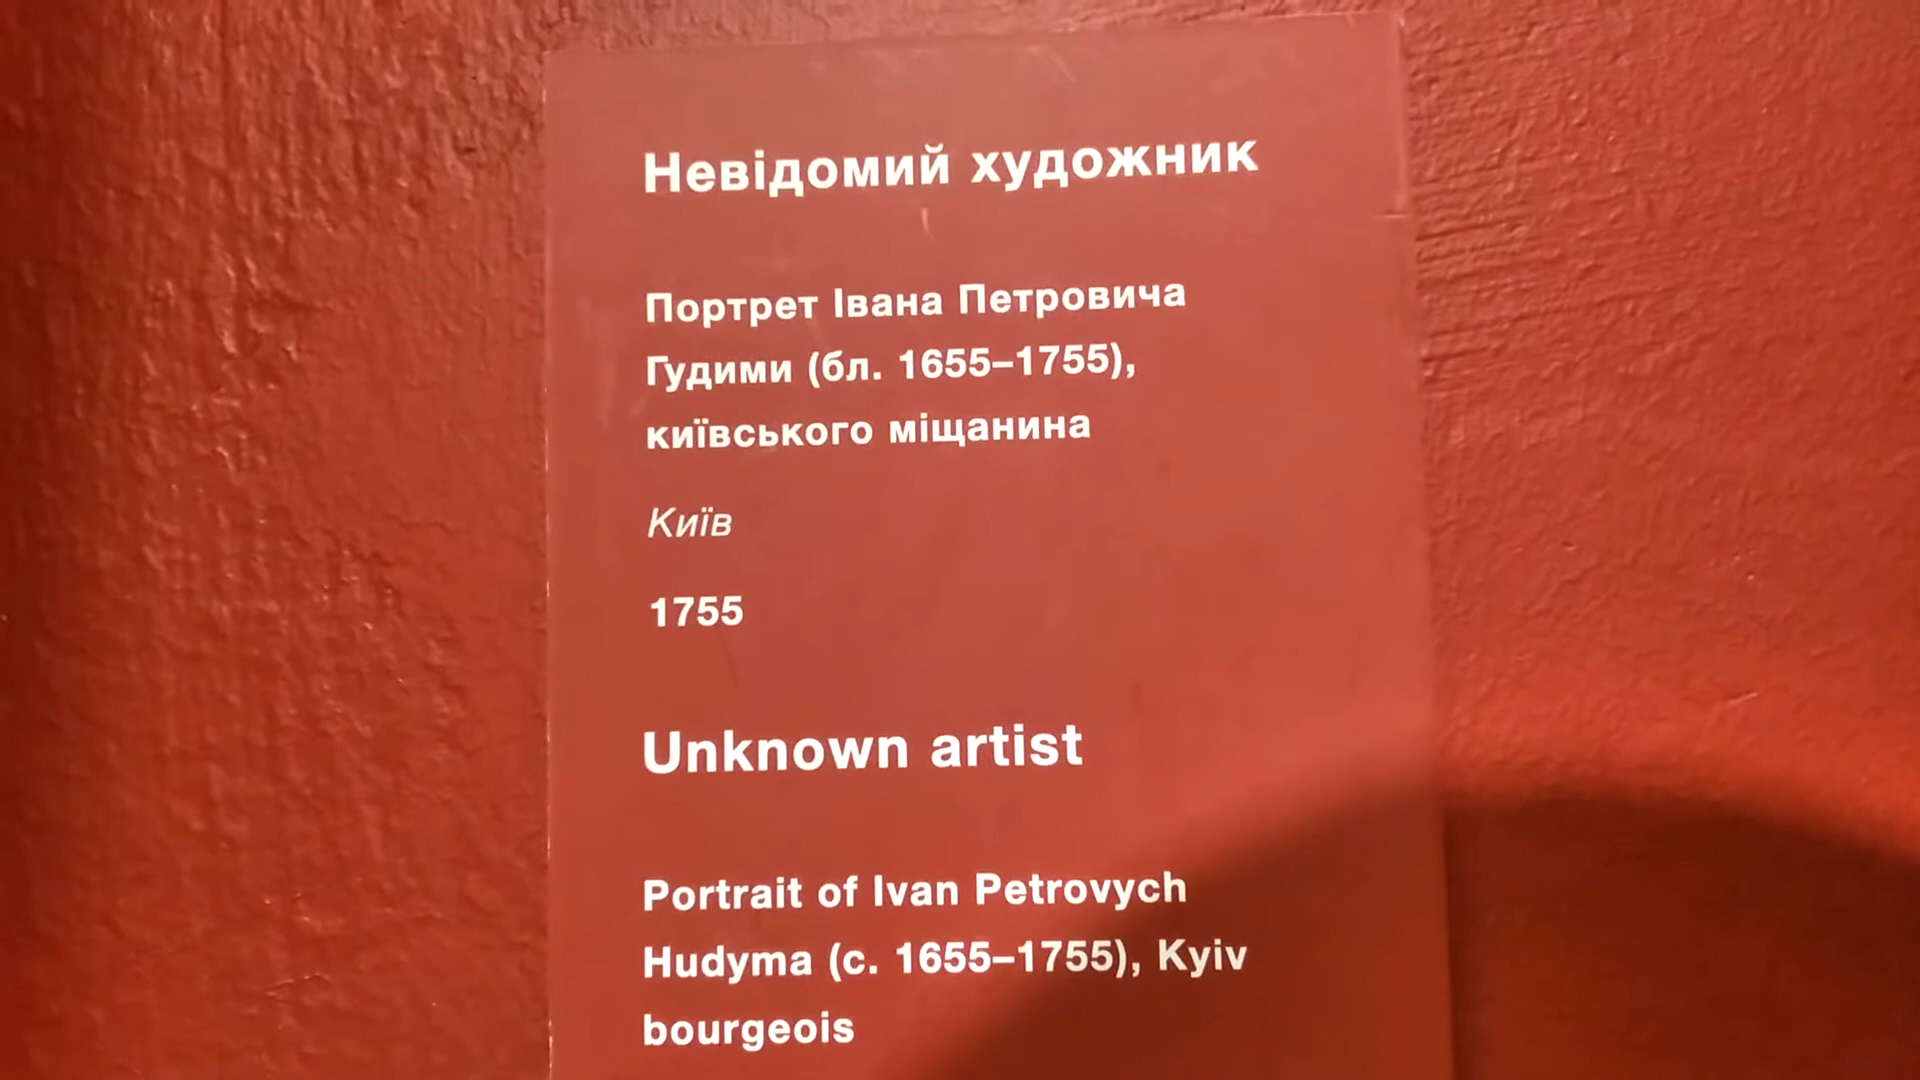 Невідомий художник
Портрет Івана Петровича
Гудими (бл. 1655–1755),
київського міщанина
Київ
1755
Unknown artist
Portrait of Ivan Petrovych
Hudyma (c. 1655–1755), Kyiv
bourgeois